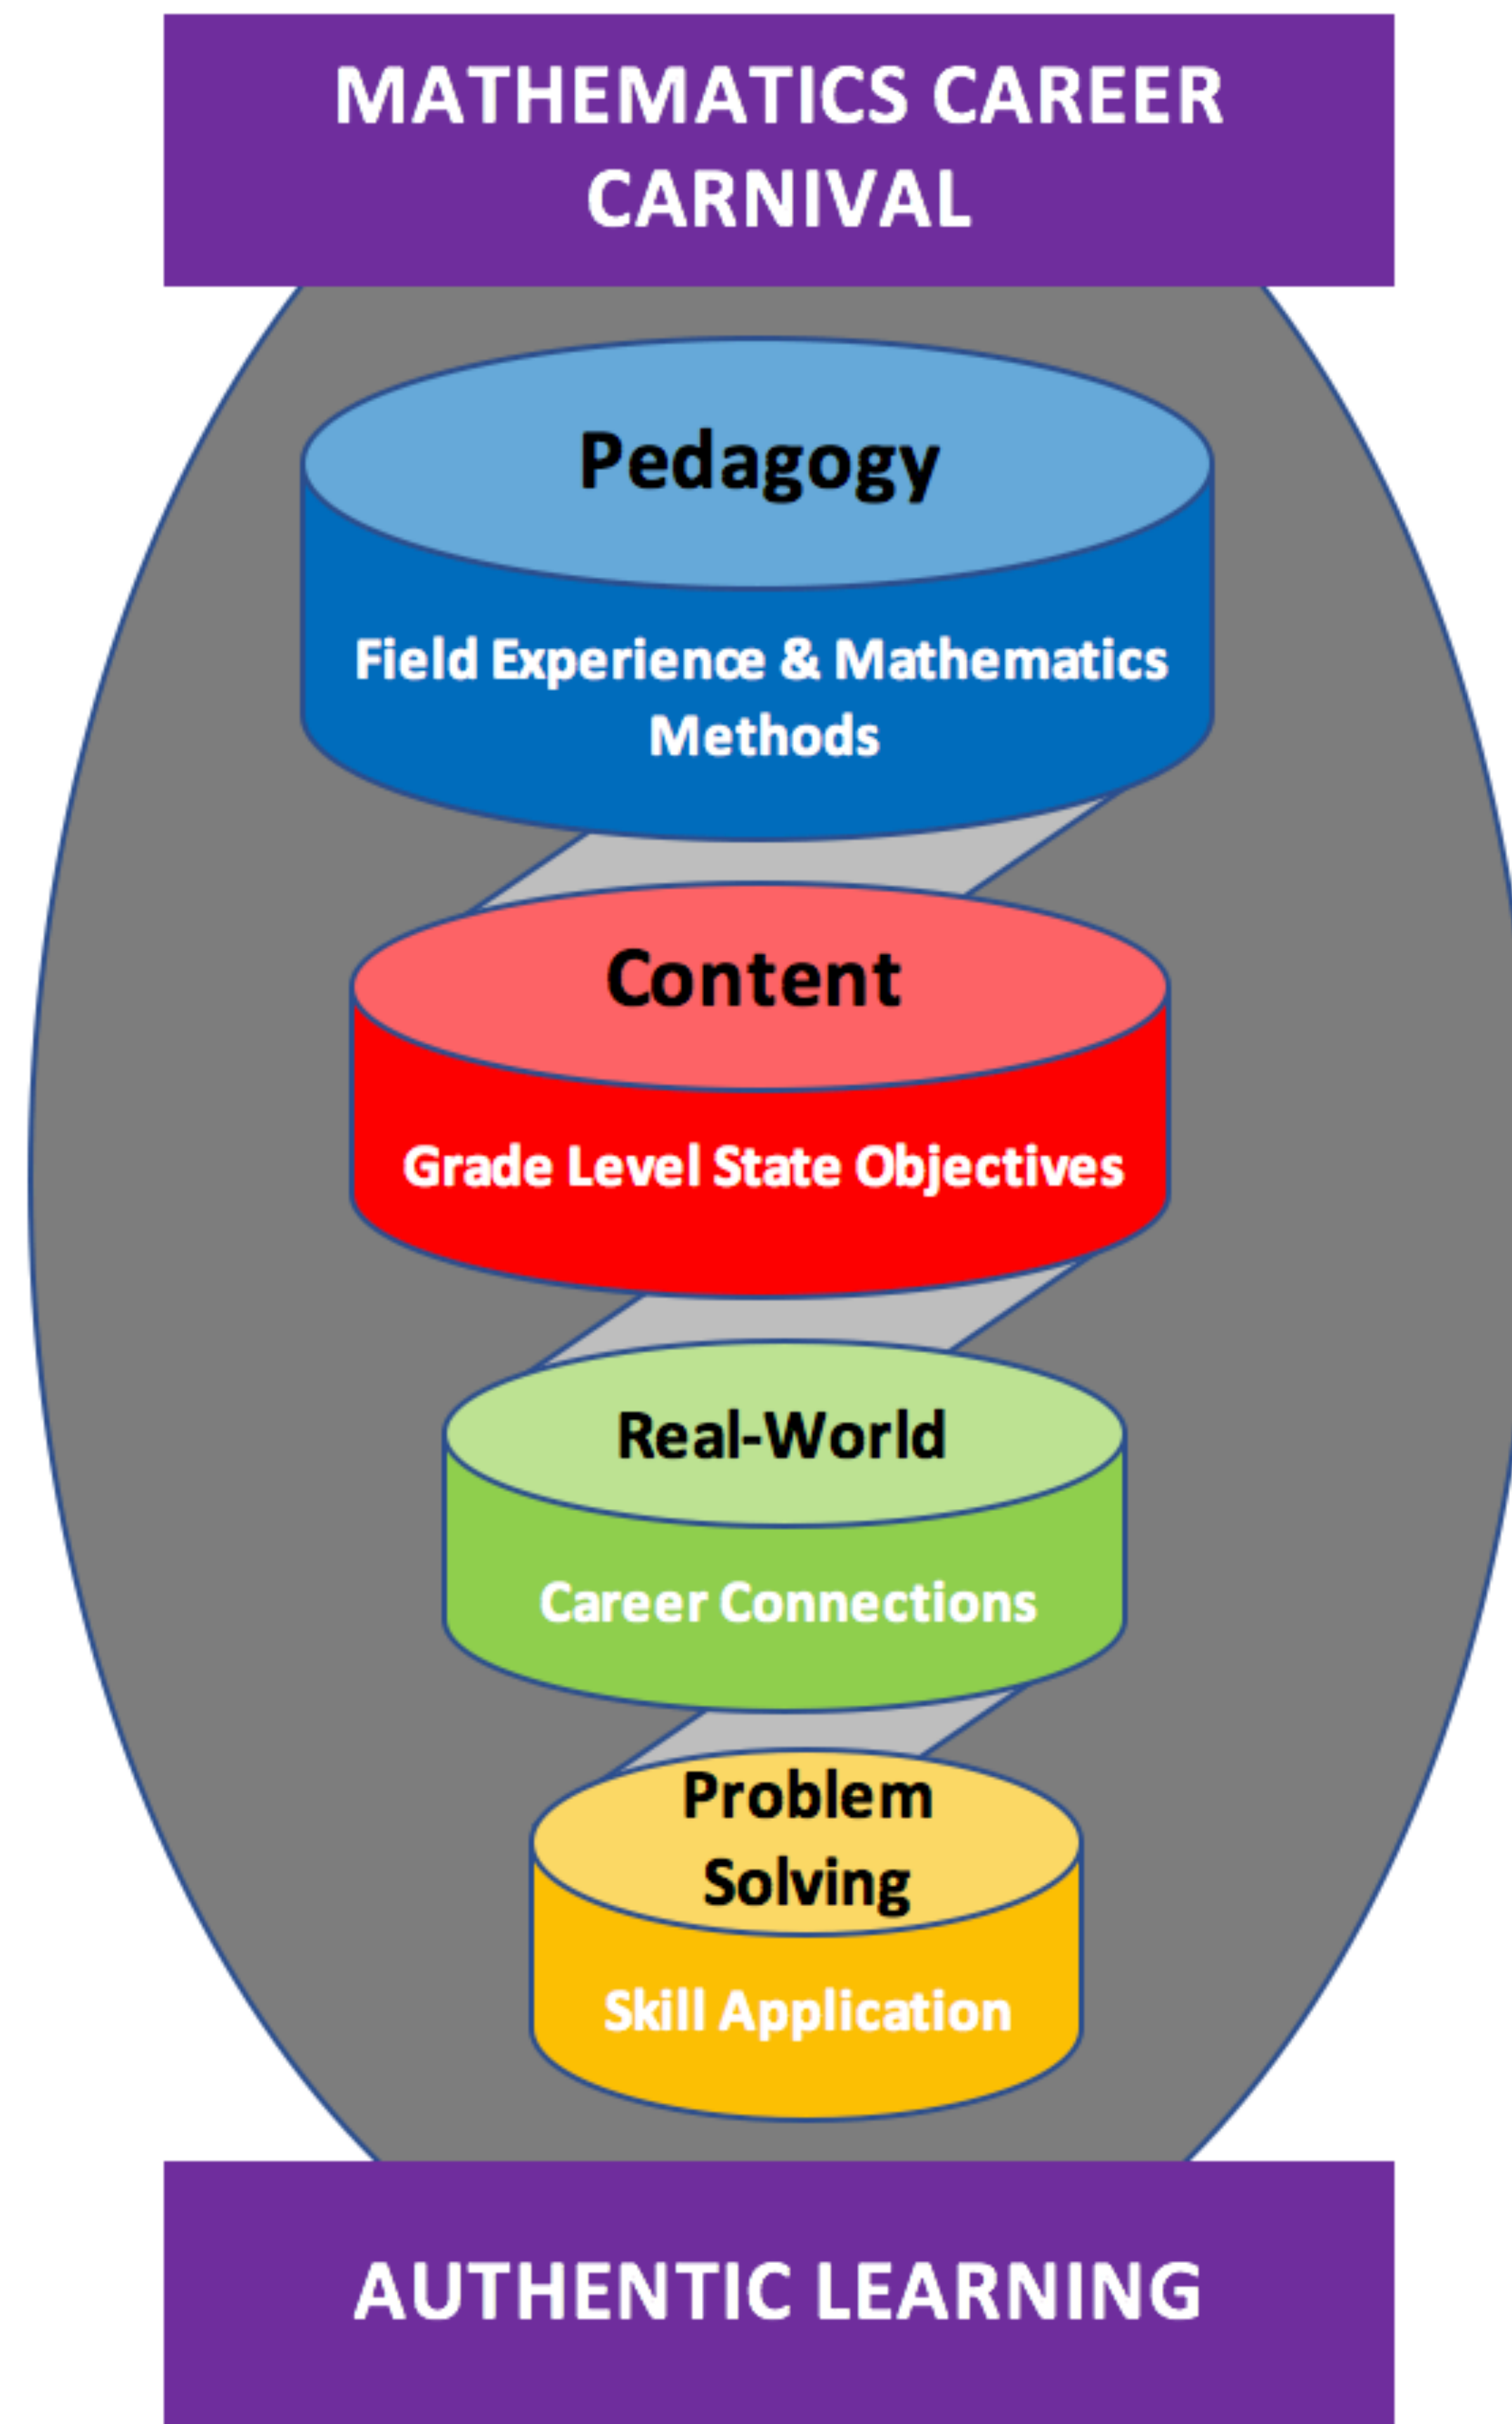 MATHEMATICS CAREER
CARNIVAL
Pedagogy
Field Experience & Mathematics
Methods
Content
Grade Level State Objectives
Real-World
Career Connections
Problem
Solving
Skill Application
AUTHENTIC LEARNING